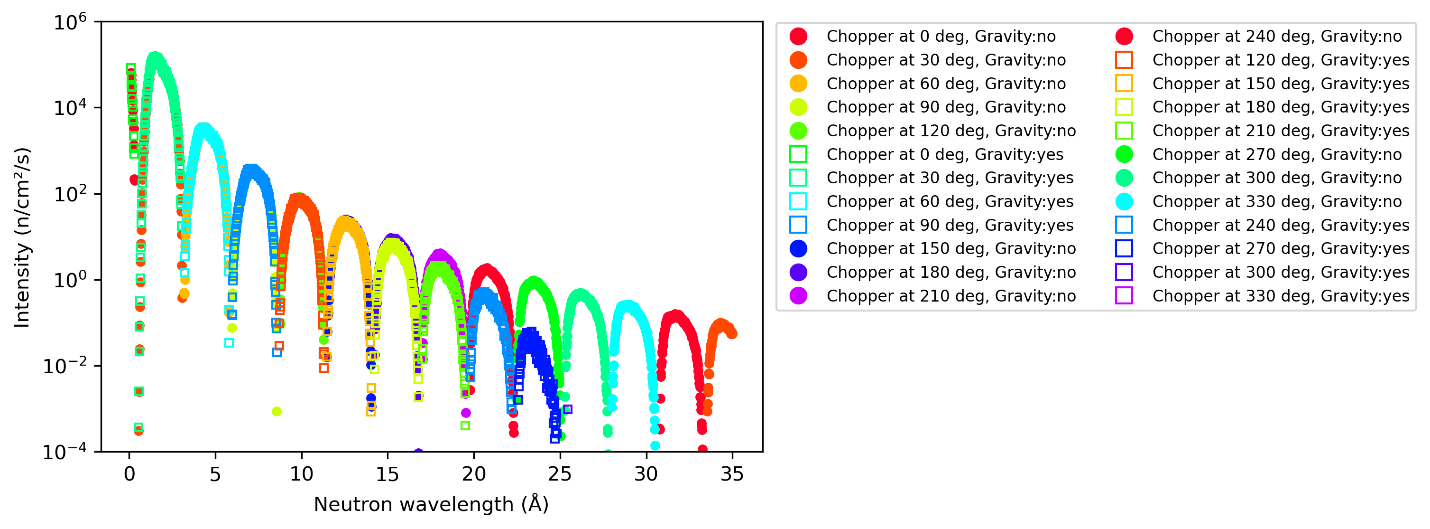 10⁶
10⁴
10²
10⁰
10⁻²
10⁻⁴
Intensity (n/cm²/s)
0 5 10 15 20 25 30 35
Neutron wavelength (Å)
Chopper at 0 deg, Gravity:no
Chopper at 30 deg, Gravity:no
Chopper at 60 deg, Gravity:no
Chopper at 90 deg, Gravity:no
Chopper at 120 deg, Gravity:no
Chopper at 0 deg, Gravity:yes
Chopper at 30 deg, Gravity:yes
Chopper at 60 deg, Gravity:yes
Chopper at 90 deg, Gravity:yes
Chopper at 150 deg, Gravity:no
Chopper at 180 deg, Gravity:no
Chopper at 210 deg, Gravity:no
Chopper at 240 deg, Gravity:no
Chopper at 120 deg, Gravity:yes
Chopper at 150 deg, Gravity:yes
Chopper at 180 deg, Gravity:yes
Chopper at 210 deg, Gravity:yes
Chopper at 270 deg, Gravity:no
Chopper at 300 deg, Gravity:no
Chopper at 330 deg, Gravity:no
Chopper at 240 deg, Gravity:yes
Chopper at 270 deg, Gravity:yes
Chopper at 300 deg, Gravity:yes
Chopper at 330 deg, Gravity:yes